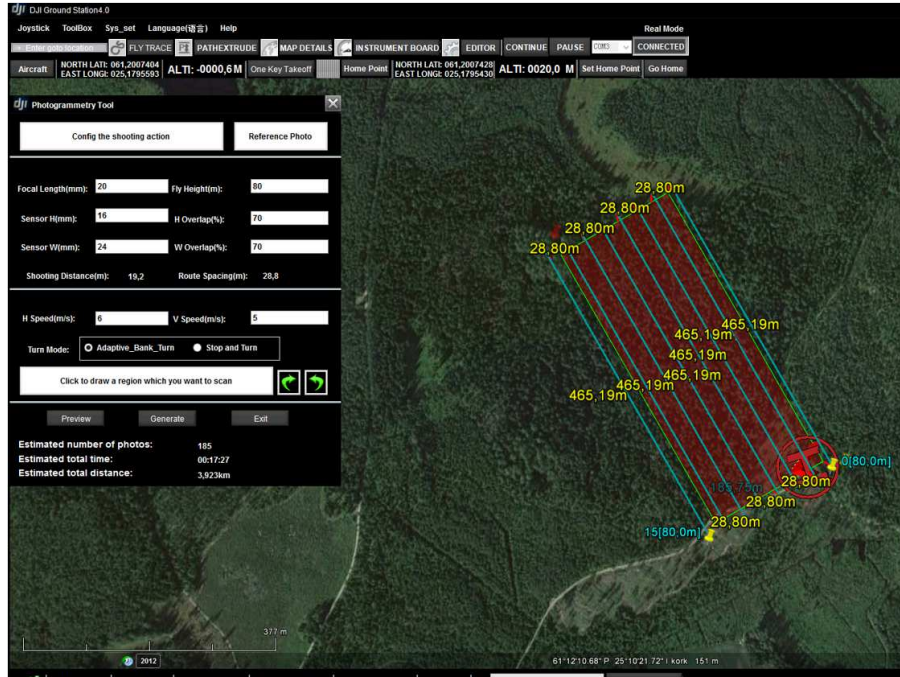 DJI Ground Station4.0
Joystick ToolBox Sys_set Language(语言) Help
Real Mode
Enter goto location FLY TRACE PATHEXTRUDE MAP DETAILS INSTRUMENT BOARD EDITOR CONTINUE PAUSE COM3 CONNECTED
Aircraft NORTH LATI: 061,2007404 ALTI: -0000,6 M One Key Takeoff Home Point NORTH LATI: 061,2007428 ALTI: 0020,0 M Set Home Point Go Home
EAST LONGI: 025,1795593 EAST LONGI: 025,1795430
Photogrammetry Tool
Config the shooting action Reference Photo
Focal Length(mm): 20 Fly Height(m): 80
Sensor H(mm): 16 H Overlap(%): 70
Sensor W(mm): 24 W Overlap(%): 70
Shooting Distance(m): 19,2 Route Spacing(m): 28,8
H Speed(m/s): 6 V Speed(m/s): 5
Turn Mode: Adaptive_Bank_Turn Stop and Turn
Click to draw a region which you want to scan
Preview Generate Exit
Estimated number of photos: 185
Estimated total time: 00:17:27
Estimated total distance: 3,923km
28,80m
28,80m
28,80m
28,80m
465,19m
465,19m
465,19m
465,19m
465,19m
465,19m
0[80,0m]
28,80m
185,75m
28,80m
28,80m
15[80,0m]
377 m
2012
61°12'10.68" P 25°10'21.72" I kork 151 m